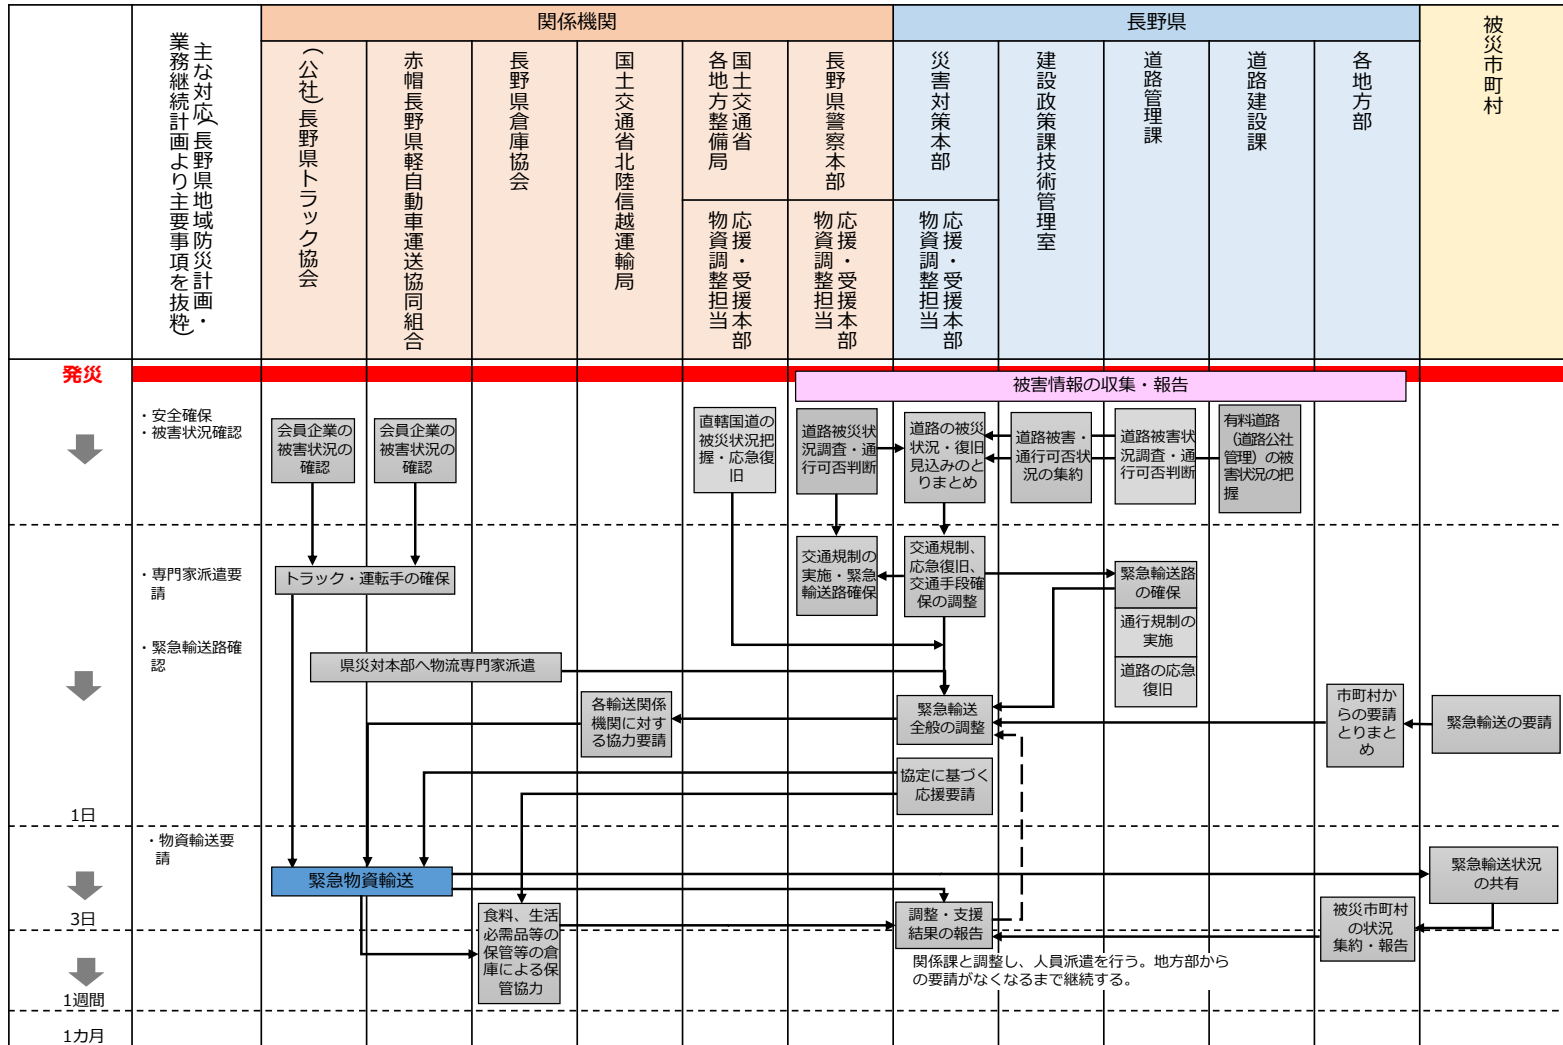 主な対応(長野県地域防災計画・
業務継続計画より主要事項を抜粋)
関係機関
長野県
被災市町村
(公社)長野県トラック協会
赤帽長野県軽自動車運送協同組合
長野県倉庫協会
国土交通省北陸信越運輸局
国土交通省
各地方整備局
応援・受援本部
物資調整担当
長野県警察本部
応援・受援本部
物資調整担当
災害対策本部
応援・受援本部
物資調整担当
建設政策課技術管理室
道路管理課
道路建設課
各地方部
発災
被害情報の収集・報告
・安全確保
・被害状況確認
会員企業の
被害状況の
確認
会員企業の
被害状況の
確認
直轄国道の
被災状況把
握・応急復
旧
道路被災状
況調査・通
行可否判断
道路の被災
状況・復旧
見込みのと
りまとめ
道路被害・
通行可否状
況の集約
道路被害状
況調査・通
行可否判断
有料道路
(道路公社
管理)の被
害状況の把
握
・専門家派遣要
請
トラック・運転手の確保
交通規制の
実施・緊急
輸送路確保
交通規制、
応急復旧、
交通手段確
保の調整
緊急輸送路
の確保
通行規制の
実施
道路の応急
復旧
・緊急輸送路確
認
県災対本部へ物流専門家派遣
各輸送関係
機関に対す
る協力要請
緊急輸送
全般の調整
市町村か
らの要請
とりまと
め
緊急輸送の要請
協定に基づく
応援要請
1日
・物資輸送要
請
緊急物資輸送
緊急輸送状況
の共有
3日
食料、生活
必需品等の
保管等の倉
庫による保
管協力
調整・支援
結果の報告
被災市町村
の状況
集約・報告
関係課と調整し、人員派遣を行う。地方部から
の要請がなくなるまで継続する。
1週間
1カ月